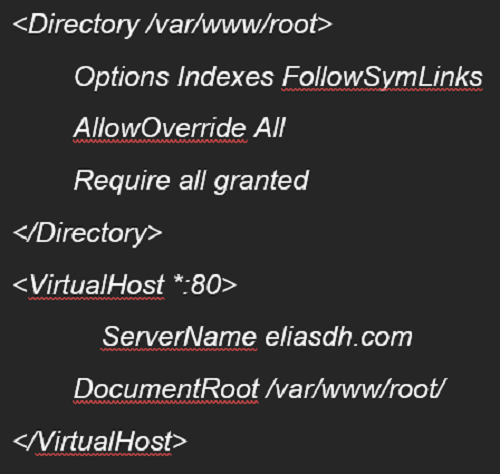 <Directory /var/www/root>
Options Indexes FollowSymLinks
AllowOverride All
Require all granted
</Directory>
<VirtualHost *:80>
ServerName eliasdh.com
DocumentRoot /var/www/root/
</VirtualHost>